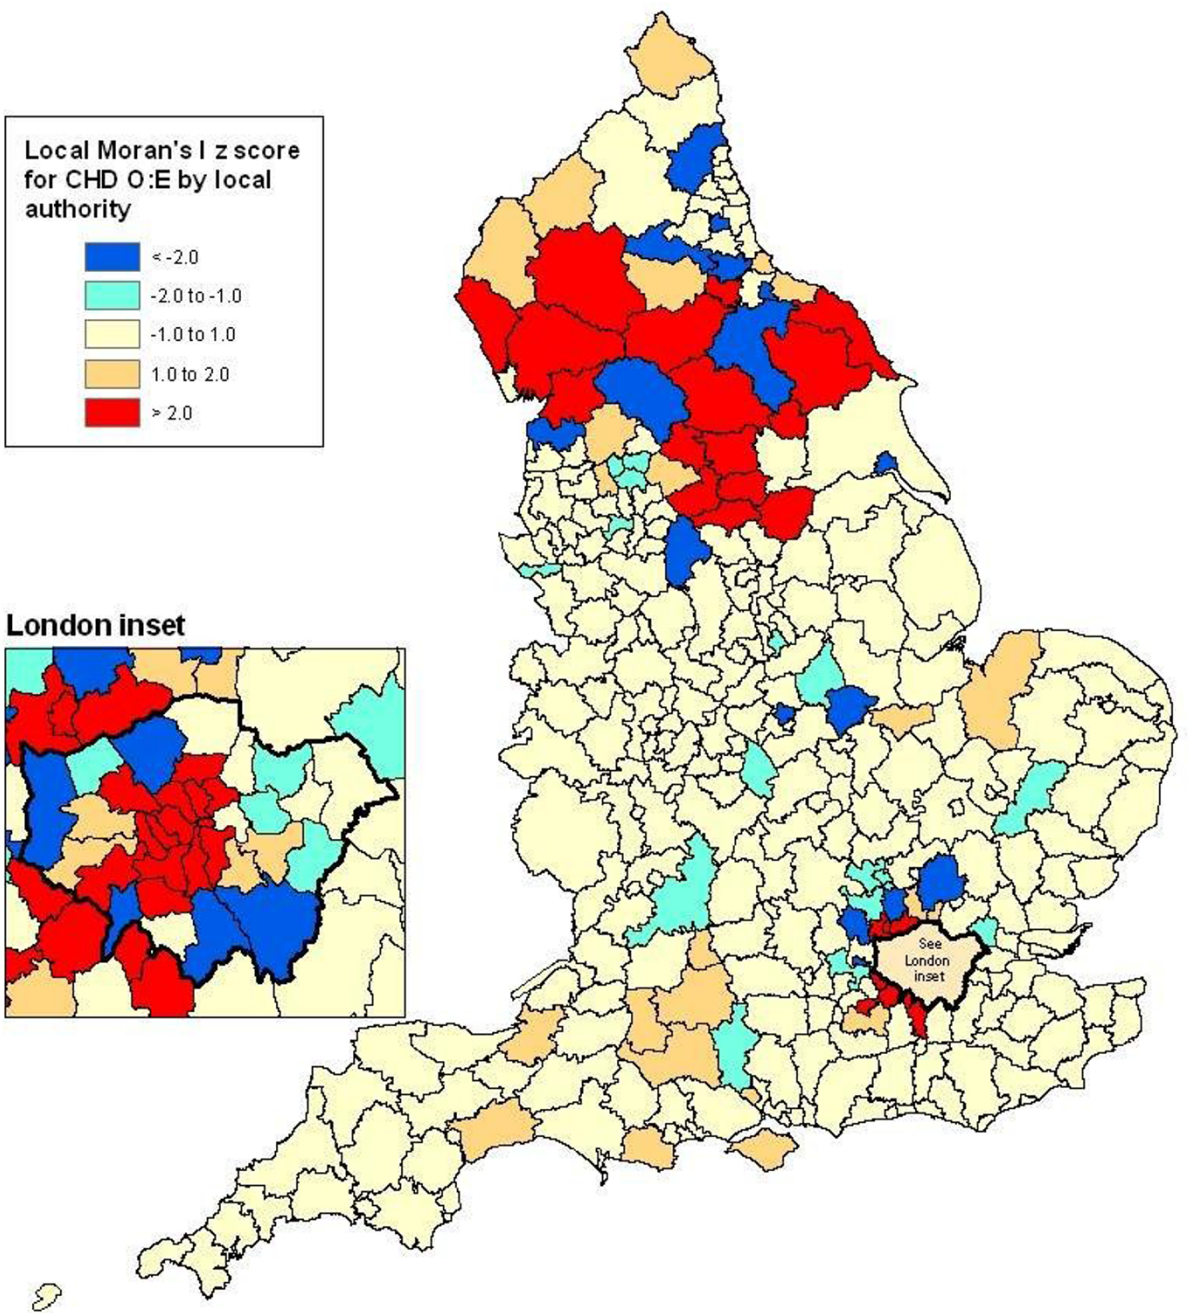 Local Moran's I z score
for CHD O:E by local
authority
< -2.0
-2.0 to -1.0
-1.0 to 1.0
1.0 to 2.0
> 2.0
London inset
See
London
inset